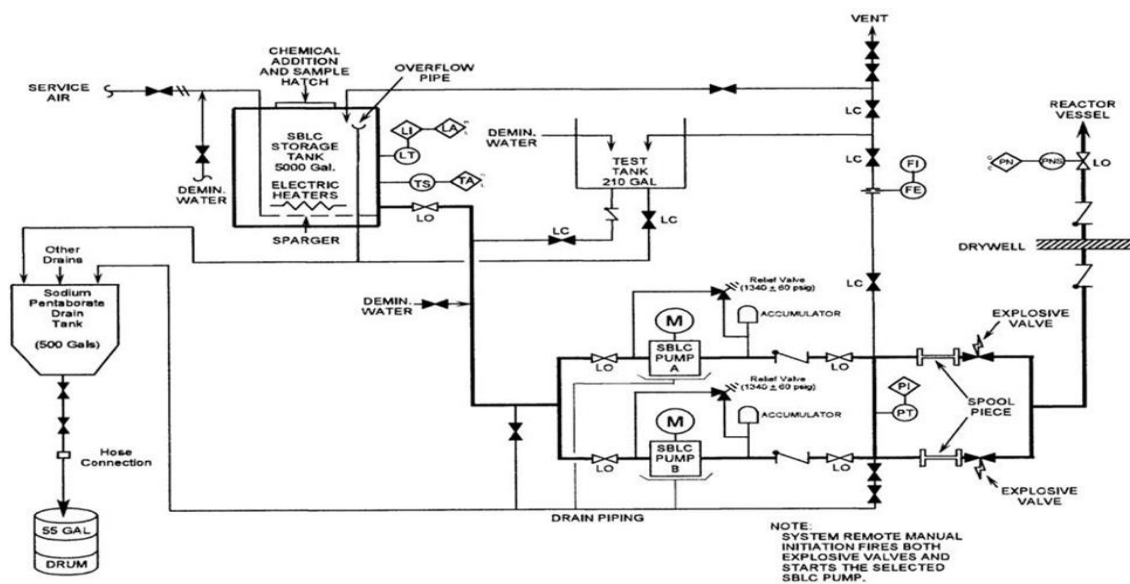 VENT
CHEMICAL
ADDITION
AND SAMPLE
HATCH
OVERFLOW
PIPE
SERVICE
AIR
LC
REACTOR
VESSEL
LI
LA
SBLC
STORAGE
TANK
5000 Gal.
LT
DEMIN.
WATER
TEST
TANK
210 GAL
LC
FI
PN
PNS
LO
TS
TA
FE
DEMIN.
WATER
ELECTRIC
HEATERS
LO
LC
LC
SPARGER
DRYWELL
Other
Drains
Sodium
Pentaborate
Drain
Tank
(500 Gals)
DEMIN.
WATER
Relief Valve
(1340 ± 60 psig)
LC
ACCUMULATOR
EXPLOSIVE
VALVE
M
SBLC
PUMP
A
LO
LO
Relief Valve
(1340 ± 60 psig)
PI
SPOOL
PIECE
ACCUMULATOR
PT
M
Hose
Connection
SBLC
PUMP
B
LO
LO
EXPLOSIVE
VALVE
DRAIN PIPING
55 GAL
DRUM
NOTE:
SYSTEM REMOTE MANUAL
INITIATION FIRES BOTH
EXPLOSIVE VALVES AND
STARTS THE SELECTED
SBLC PUMP.